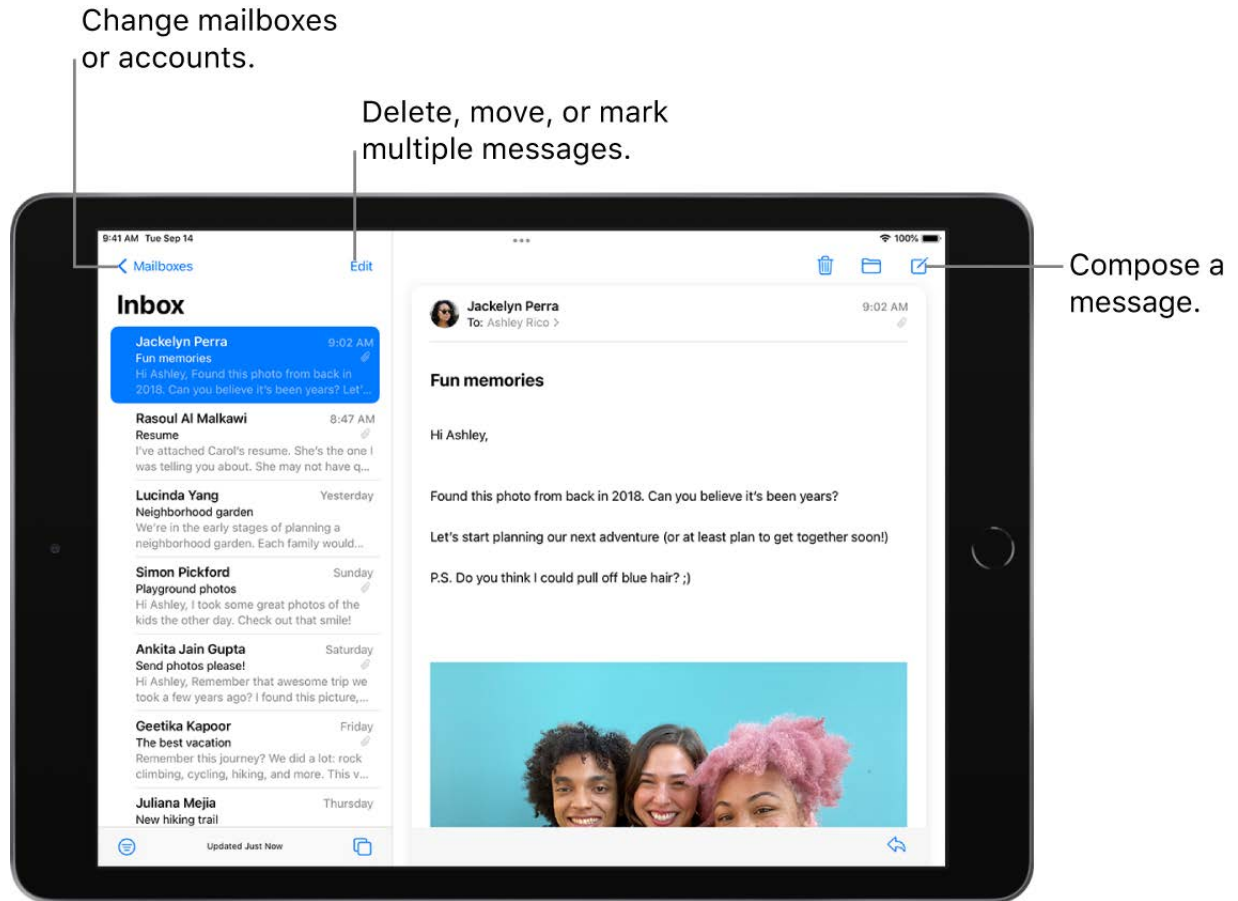 Change mailboxes
or accounts.
Delete, move, or mark
multiple messages.
9:41 AM Tue Sep 14
100%
Mailboxes
Edit
Compose a
message.
Inbox
Jackelyn Perra 9:02 AM
Fun memories
Hi Ashley, Found this photo from back in
2018. Can you believe it's been years? Let'...
Rasoul Al Malkawi 8:47 AM
Resume
I've attached Carol's resume. She's the one I
was telling you about. She may not have q...
Lucinda Yang Yesterday
Neighborhood garden
We're in the early stages of planning a
neighborhood garden. Each family would...
Simon Pickford Sunday
Playground photos
Hi Ashley, I took some great photos of the
kids the other day. Check out that smile!
Ankita Jain Gupta Saturday
Send photos please!
Hi Ashley, Remember that awesome trip we
took a few years ago? I found this picture,...
Geetika Kapoor Friday
The best vacation
Remember this journey? We did a lot: rock
climbing, cycling, hiking, and more. This v...
Juliana Mejia Thursday
New hiking trail
Updated Just Now
Jackelyn Perra 9:02 AM
To: Ashley Rico >
Fun memories
Hi Ashley,
Found this photo from back in 2018. Can you believe it's been years?
Let's start planning our next adventure (or at least plan to get together soon!)
P.S. Do you think I could pull off blue hair? ;)